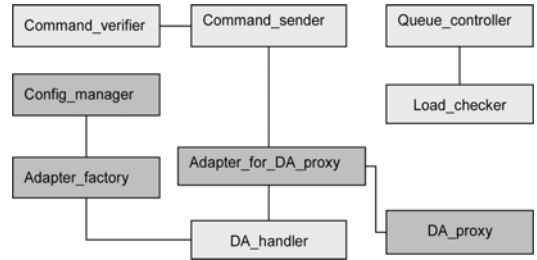 Command_verifier
Command_sender
Queue_controller
Config_manager
Load_checker
Adapter_factory
Adapter_for_DA_proxy
DA_handler
DA_proxy